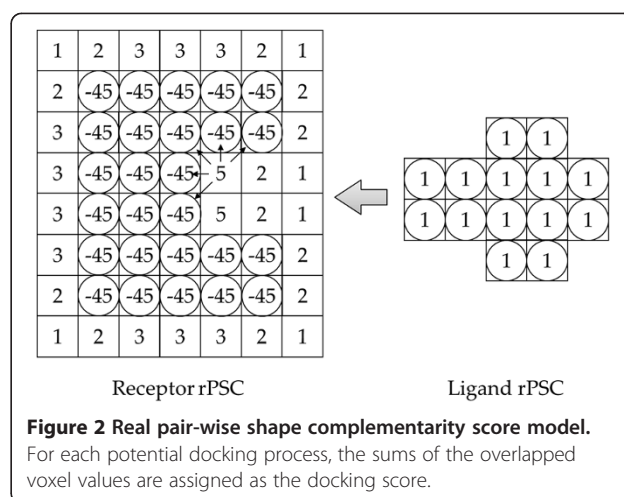 1 2 3 3 3 2 1
2 -45 -45 -45 -45 -45 2
3 -45 -45 -45 -45 -45 2
3 -45 -45 -45 5 2 1
3 -45 -45 -45 5 2 1
3 -45 -45 -45 -45 -45 2
2 -45 -45 -45 -45 -45 2
1 2 3 3 3 2 1
Receptor rPSC
1 1
1 1 1 1 1
1 1 1 1 1
1 1
Ligand rPSC
Figure 2 Real pair-wise shape complementarity score model.
For each potential docking process, the sums of the overlapped
voxel values are assigned as the docking score.